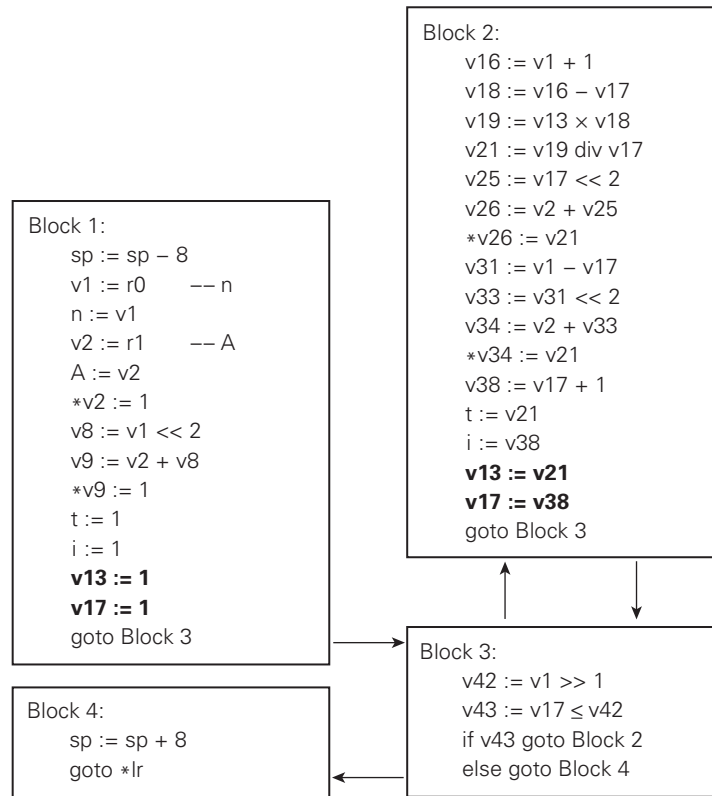 Block 1:
sp := sp – 8
v1 := r0 –– n
n := v1
v2 := r1 –– A
A := v2
*v2 := 1
v8 := v1 << 2
v9 := v2 + v8
*v9 := 1
t := 1
i := 1
v13 := 1
v17 := 1
goto Block 3
Block 2:
v16 := v1 + 1
v18 := v16 – v17
v19 := v13 × v18
v21 := v19 div v17
v25 := v17 << 2
v26 := v2 + v25
*v26 := v21
v31 := v1 – v17
v33 := v31 << 2
v34 := v2 + v33
*v34 := v21
v38 := v17 + 1
t := v21
i := v38
v13 := v21
v17 := v38
goto Block 3
Block 3:
v42 := v1 >> 1
v43 := v17 ≤ v42
if v43 goto Block 2
else goto Block 4
Block 4:
sp := sp + 8
goto *lr